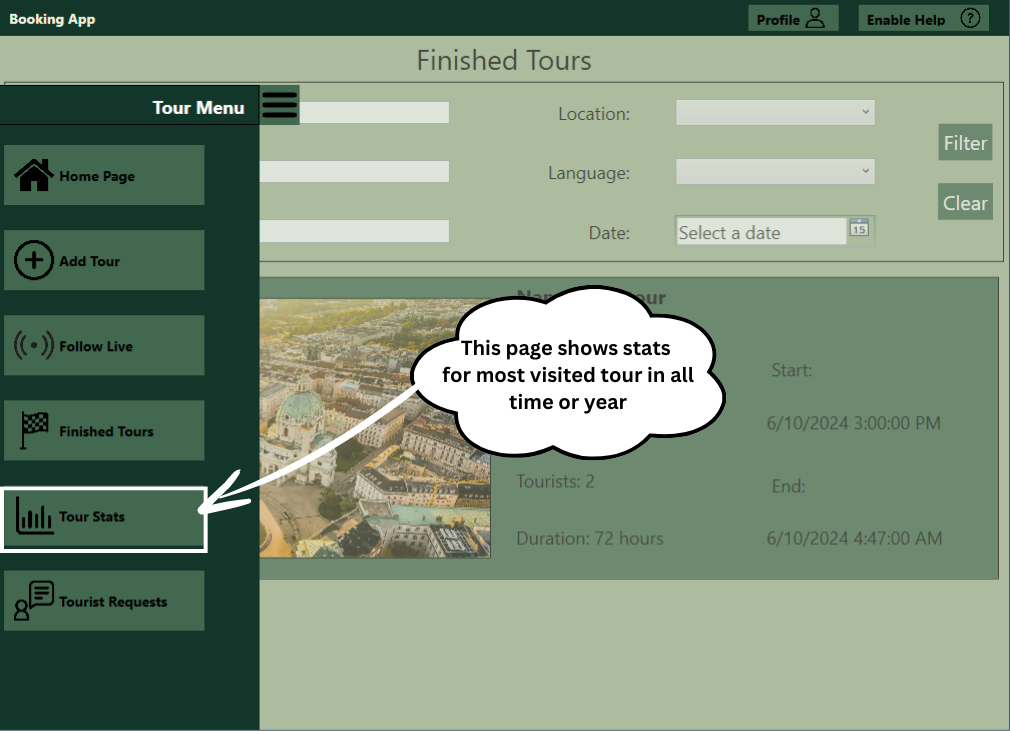 Booking App
Profile
Enable Help ?
Finished Tours
Tour Menu
Location:
Filter
Home Page
Language:
Clear
Date:
Select a date
15
Add Tour
Follow Live
Finished Tours
Tour Stats
Tourist Requests
This page shows stats
for most visited tour in all
time or year
Start:
6/10/2024 3:00:00 PM
Tourists: 2
End:
Duration: 72 hours
6/10/2024 4:47:00 AM